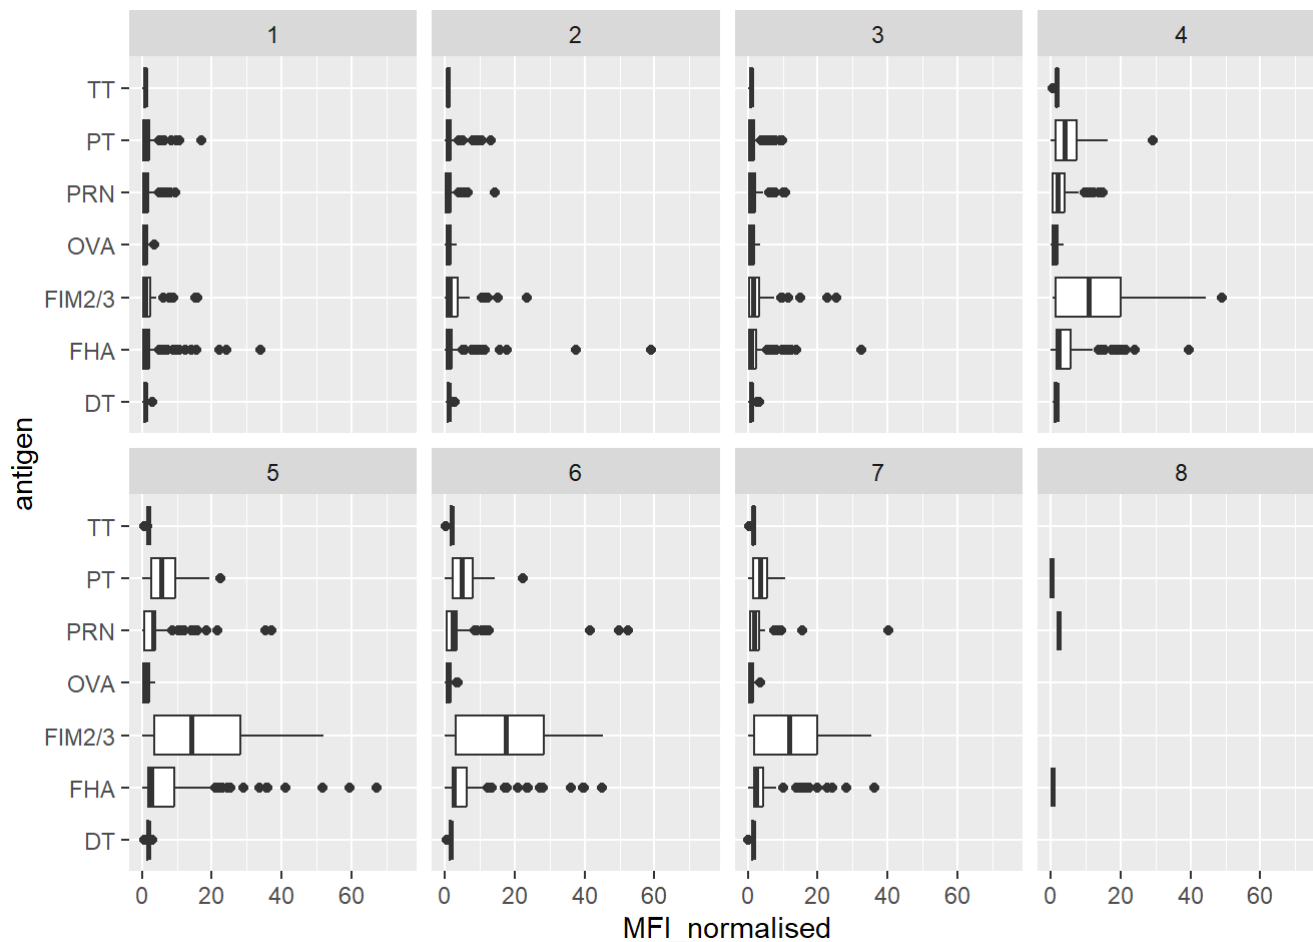 1 2 3 4
TT
PT
PRN
OVA
FIM2/3
FHA
DT
antigen
5 6 7 8
TT
PT
PRN
OVA
FIM2/3
FHA
DT
0 20 40 60 0 20 40 60 0 20 40 60 0 20 40 60
MFI_normalised